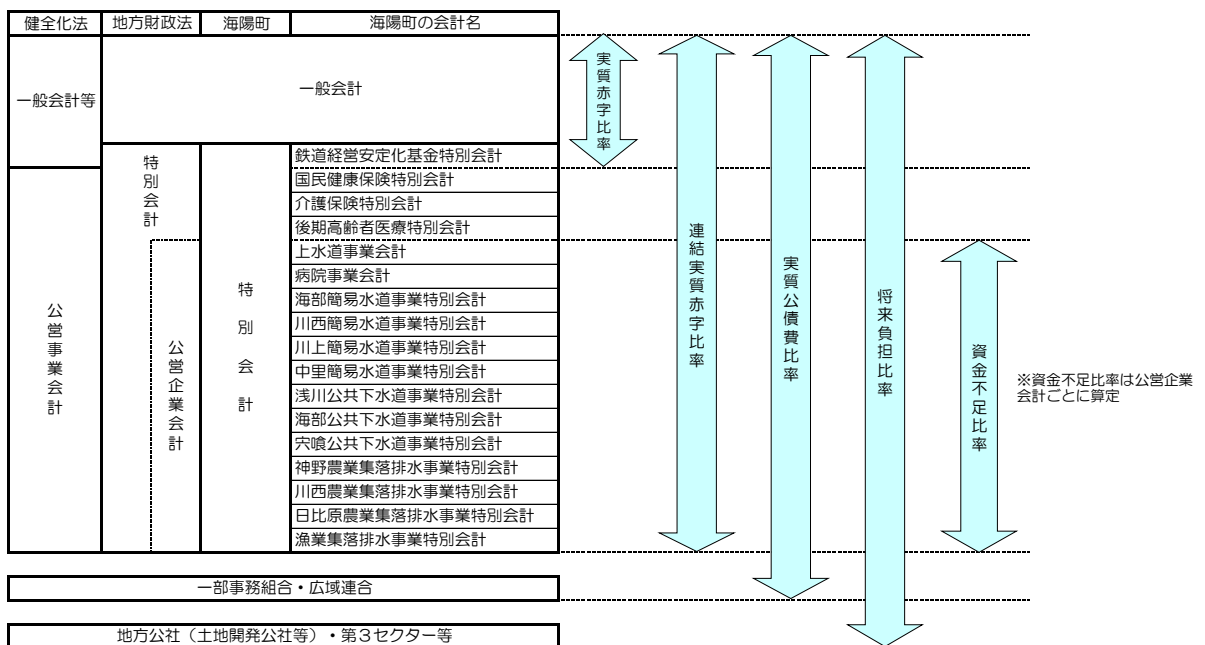 健全化法 地方財政法 海陽町 海陽町の会計名
一般会計等
一般会計
特別会計
特別会計
鉄道経営安定化基金特別会計
公営事業会計
国民健康保険特別会計
介護保険特別会計
後期高齢者医療特別会計
公営企業会計
上水道事業会計
病院事業会計
海部簡易水道事業特別会計
川西簡易水道事業特別会計
川上簡易水道事業特別会計
中里簡易水道事業特別会計
浅川公共下水道事業特別会計
海部公共下水道事業特別会計
宍喰公共下水道事業特別会計
神野農業集落排水事業特別会計
川西農業集落排水事業特別会計
日比原農業集落排水事業特別会計
漁業集落排水事業特別会計
一部事務組合・広域連合
地方公社（土地開発公社等）・第３セクター等
実質赤字比率
連結実質赤字比率
実質公債費比率
将来負担比率
資金不足比率
※資金不足比率は公営企業
会計ごとに算定